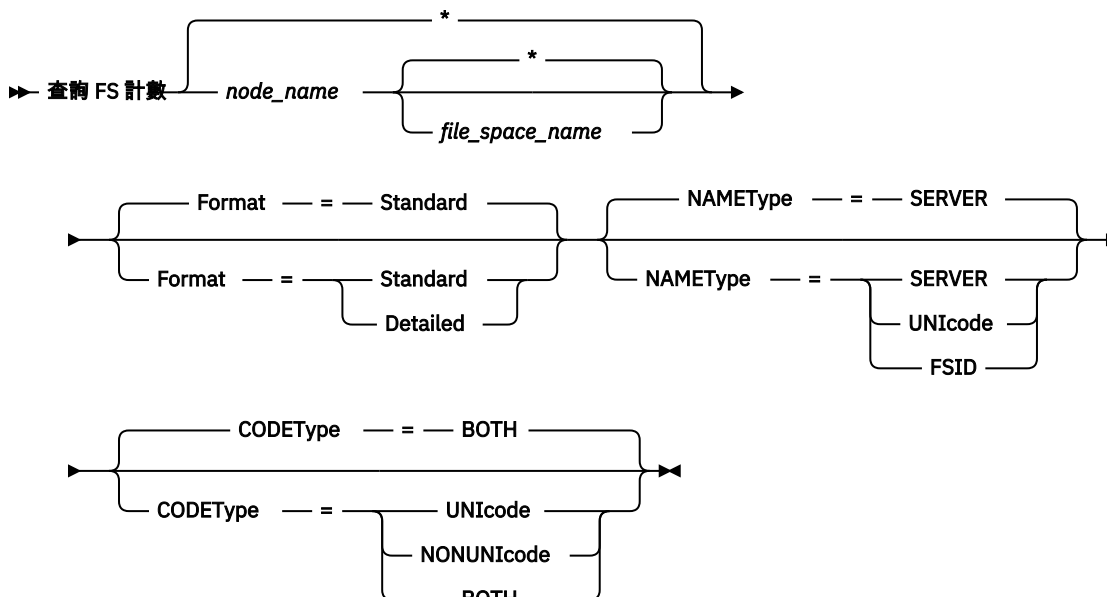 *
*
查詢 FS 計數 node_name
file_space_name
Format = Standard
NAMEType = SERVER
Format = Standard
Detailed
NAMEType = SERVER
UNIcode
FSID
CODEType = BOTH
CODEType = UNIcode
NONUNIcode
BOTH